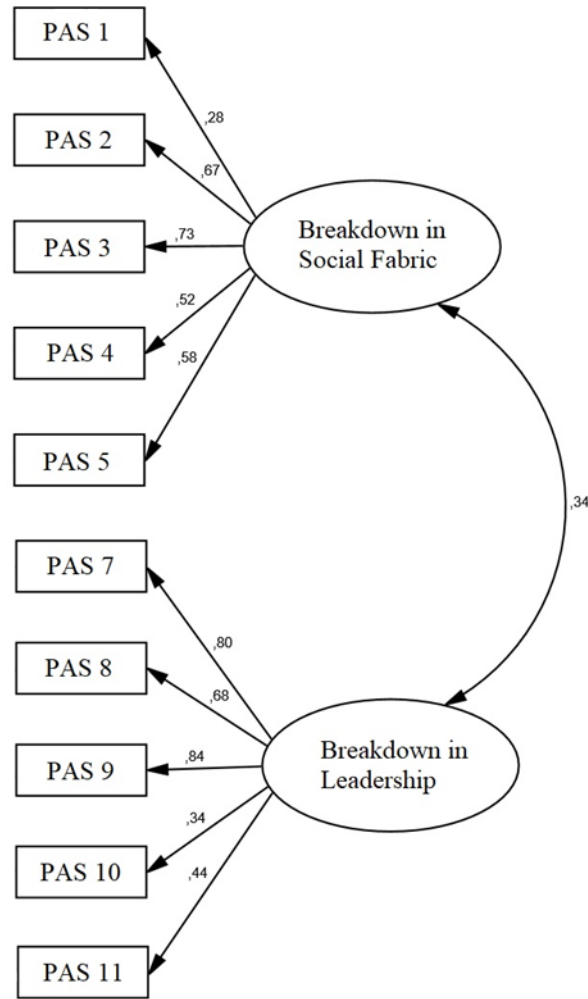 PAS 1
,28
PAS 2
,67
PAS 3
,73
Breakdown in
Social Fabric
,52
PAS 4
,58
PAS 5
,34
PAS 7
,80
PAS 8
,68
PAS 9
,84
Breakdown in
Leadership
,34
PAS 10
,44
PAS 11